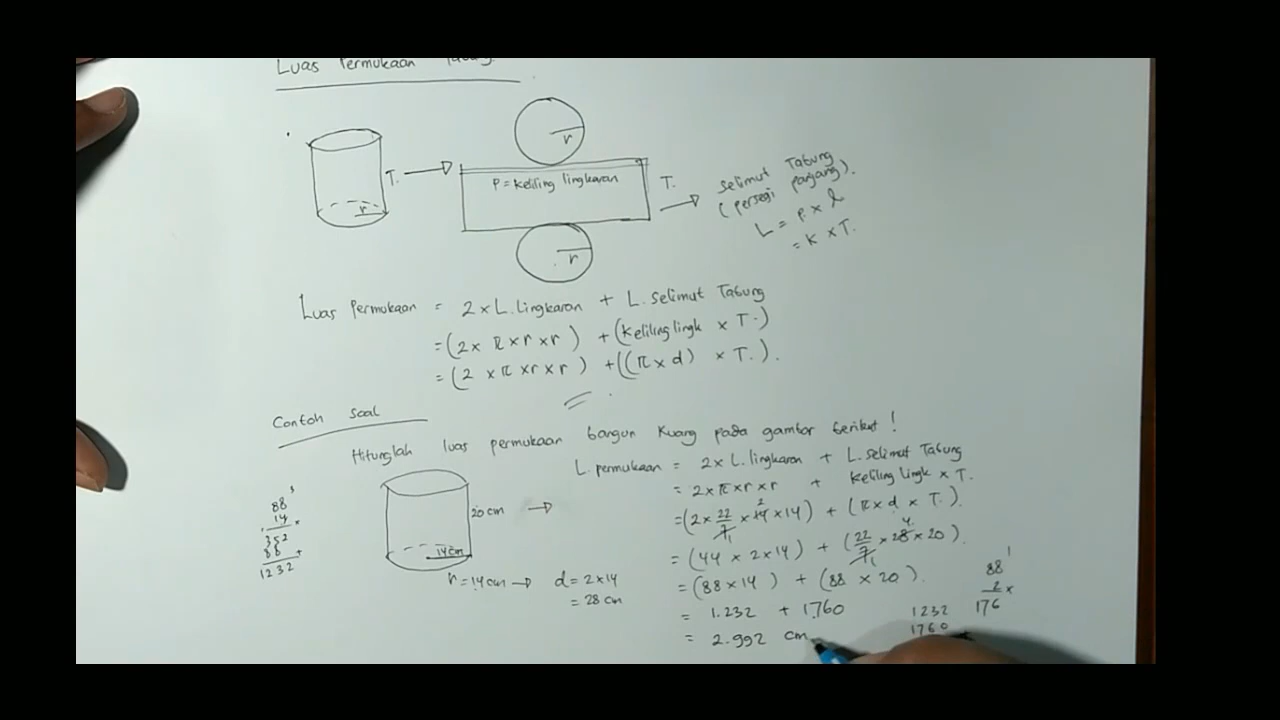 Luas Permukaan Tabung
r
T.
P = Keliling lingkaran
T.
r
Selimut Tabung
(persegi panjang).
L = P × l
= K × T.
Luas Permukaan = 2 × L. lingkaran + L. Selimut Tabung
= (2 × π × r × r) + (Keliling lingk × T.)
= (2 × π × r × r) + ((π × d) × T.).
Contoh Soal
Hitunglah luas permukaan bangun ruang pada gambar berikut !
20 cm
14 cm
r = 14 cm → d = 2 × 14
= 28 cm
L. permukaan = 2 × L. lingkaran + L. Selimut Tabung
= 2 × π × r × r + Keliling Lingk × T.
= (2 × 22/7 × 14 × 14) + (π × d × T.).
= (44 × 2 × 14) + (22/7 × 28 × 20).
= (88 × 14) + (88 × 20).
= 1.232 + 1.760
= 2.992 cm
88
14 ×
352
88 +
1232
88
2 ×
176
1232
1760